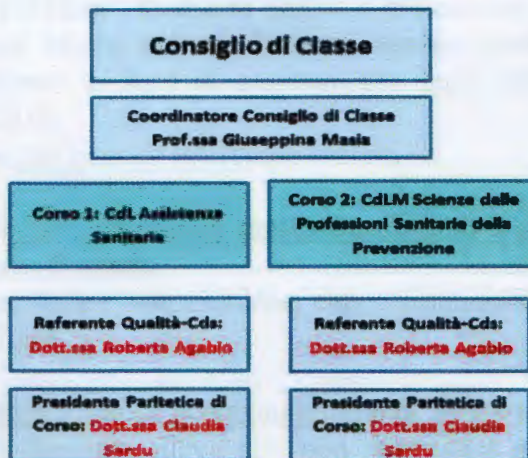 Consiglio di Classe
Coordinatore Consiglio di Classe
Prof.ssa Giuseppina Masia
Corso 1: CdL Assistenza
Sanitaria
Corso 2: CdLM Scienze delle
Professioni Sanitarie della
Prevenzione
Referente Qualità-Cds:
Dott.ssa Roberta Agabio
Referente Qualità-Cds:
Dott.ssa Roberta Agabio
Presidente Paritetica di
Corso: Dott.ssa Claudia
Sardu
Presidente Paritetica di
Corso: Dott.ssa Claudia
Sardu